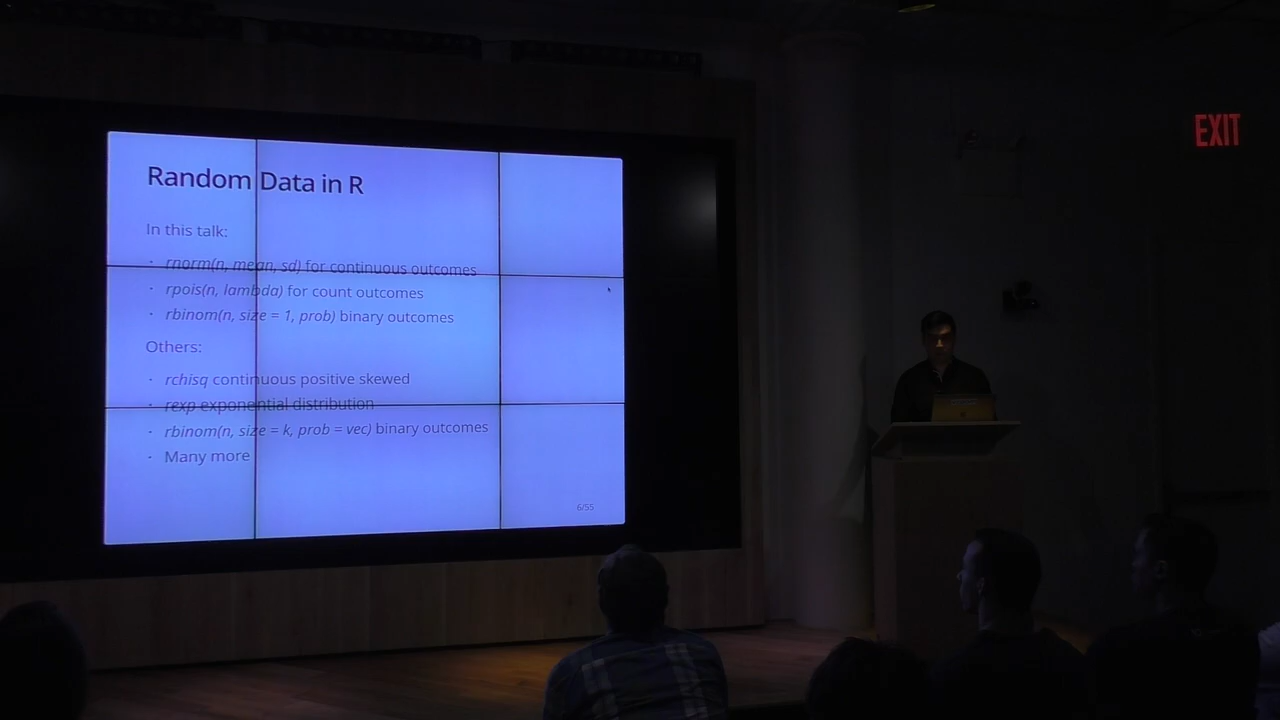 Random Data in R
In this talk:
· rnorm(n, mean, sd) for continuous outcomes
· rpois(n, lambda) for count outcomes
· rbinom(n, size = 1, prob) binary outcomes
Others:
· rchisq continuous positive skewed
· rexp exponential distribution
· rbinom(n, size = k, prob = vec) binary outcomes
· Many more
6/55
EXIT